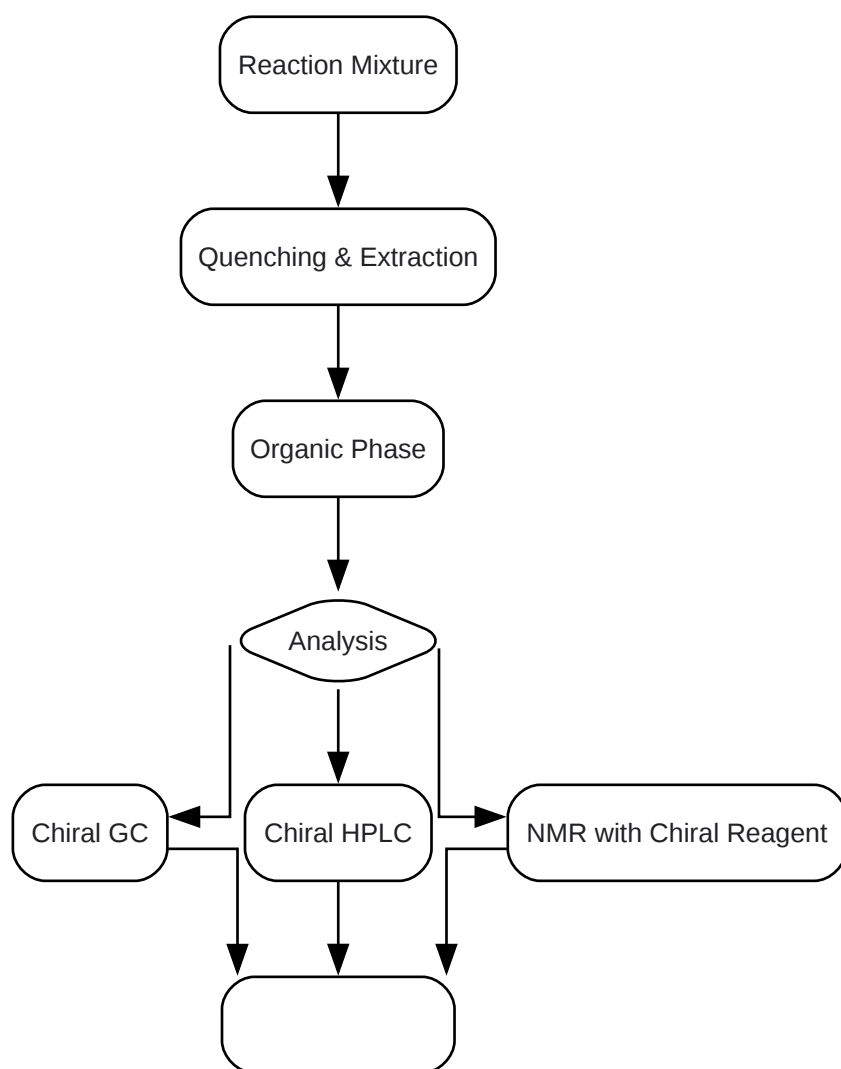 Reaction Mixture
Quenching & Extraction
Organic Phase
Analysis
Chiral GC
Chiral HPLC
NMR with Chiral Reagent